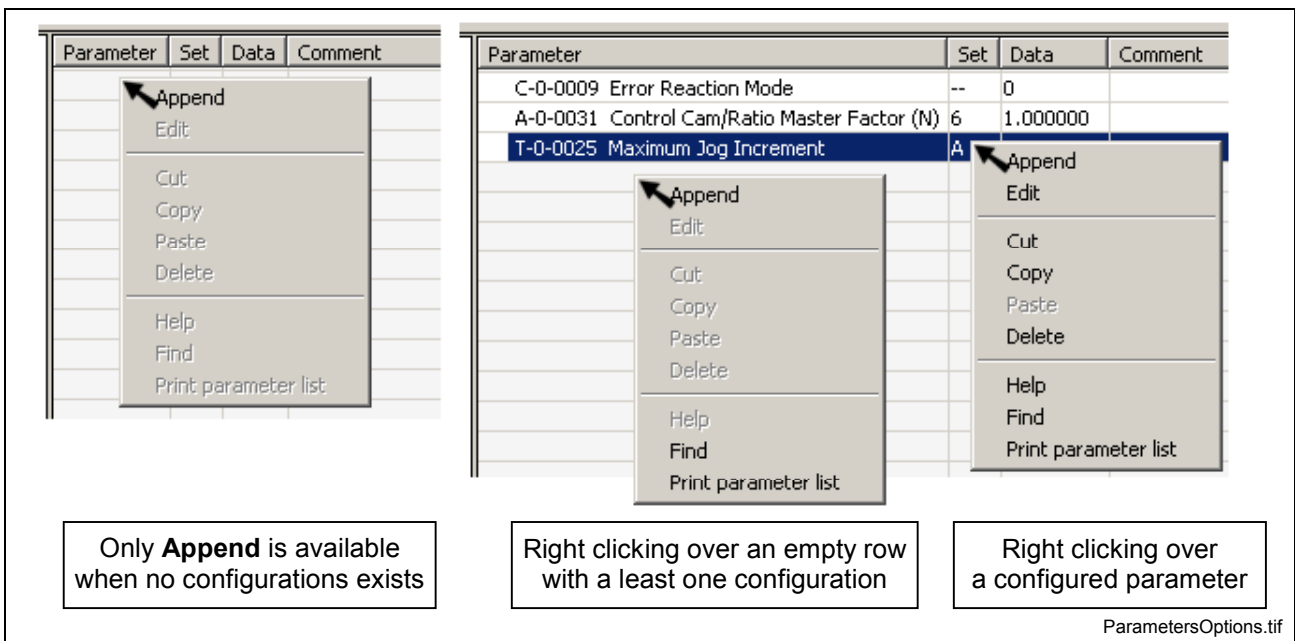 Parameter Set Data Comment
Append
Edit
Cut
Copy
Paste
Delete
Help
Find
Print parameter list
Parameter Set Data Comment
C-0-0009 Error Reaction Mode -- 0
A-0-0031 Control Cam/Ratio Master Factor (N) 6 1.000000
T-0-0025 Maximum Jog Increment A
Append
Edit
Cut
Copy
Paste
Delete
Help
Find
Print parameter list
Append
Edit
Cut
Copy
Paste
Delete
Help
Find
Print parameter list
Only Append is available
when no configurations exists
Right clicking over an empty row
with a least one configuration
Right clicking over
a configured parameter
ParametersOptions.tif